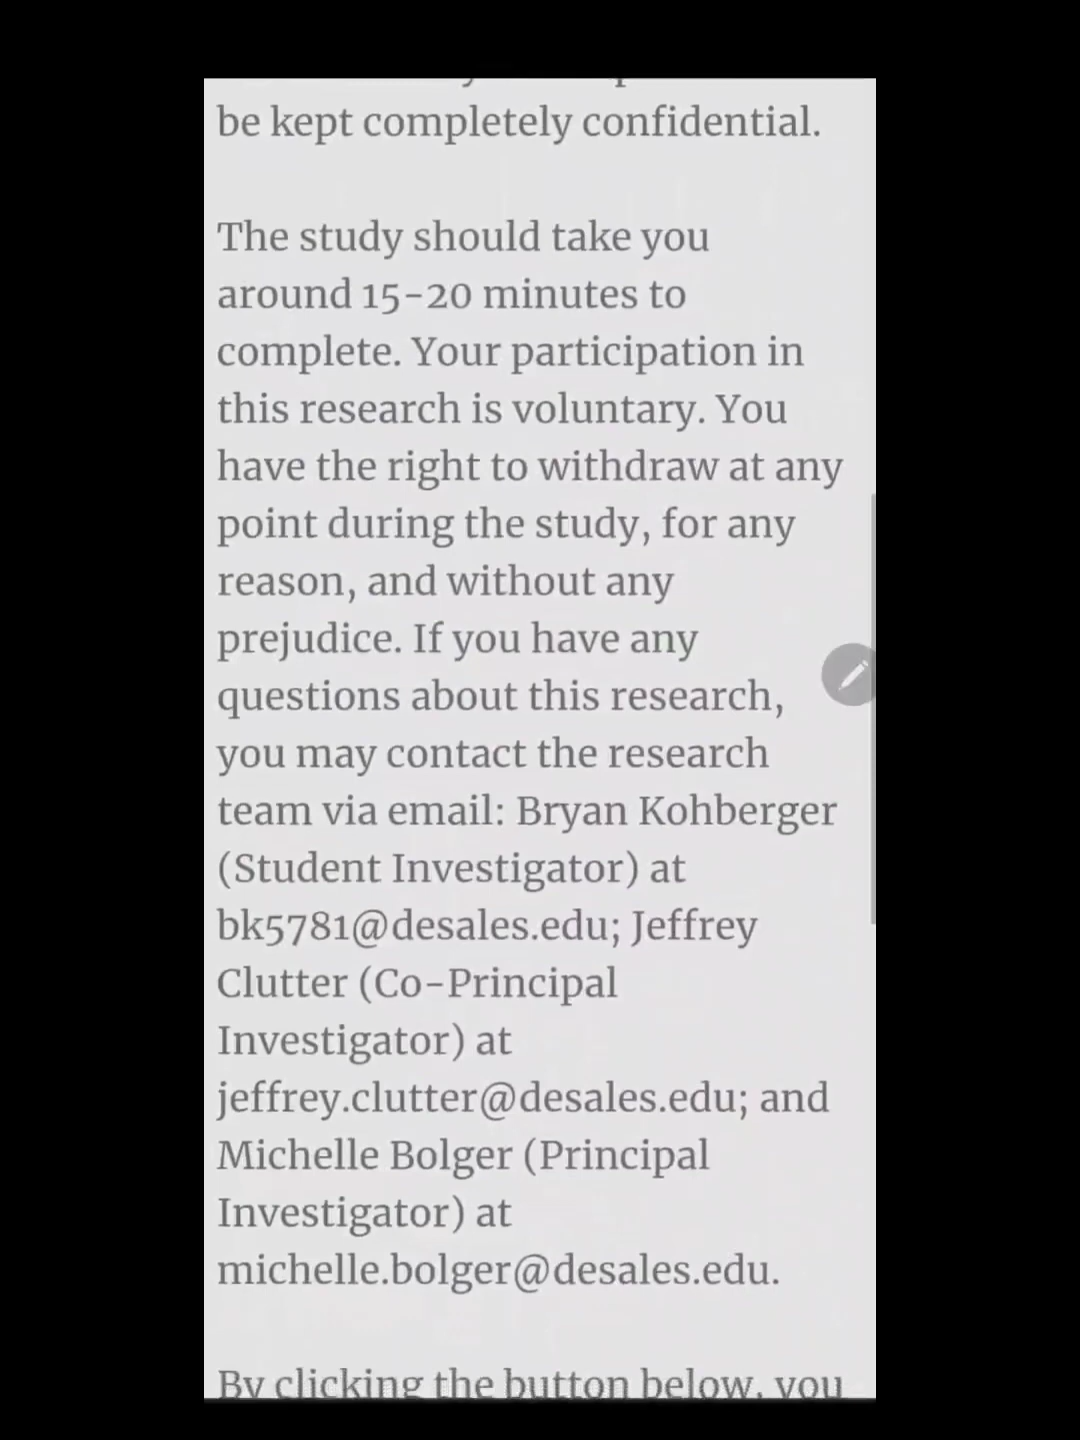 be kept completely confidential.
The study should take you
around 15-20 minutes to
complete. Your participation in
this research is voluntary. You
have the right to withdraw at any
point during the study, for any
reason, and without any
prejudice. If you have any
questions about this research,
you may contact the research
team via email: Bryan Kohberger
(Student Investigator) at
bk5781@desales.edu; Jeffrey
Clutter (Co-Principal
Investigator) at
jeffrey.clutter@desales.edu; and
Michelle Bolger (Principal
Investigator) at
michelle.bolger@desales.edu.
By clicking the button below, you